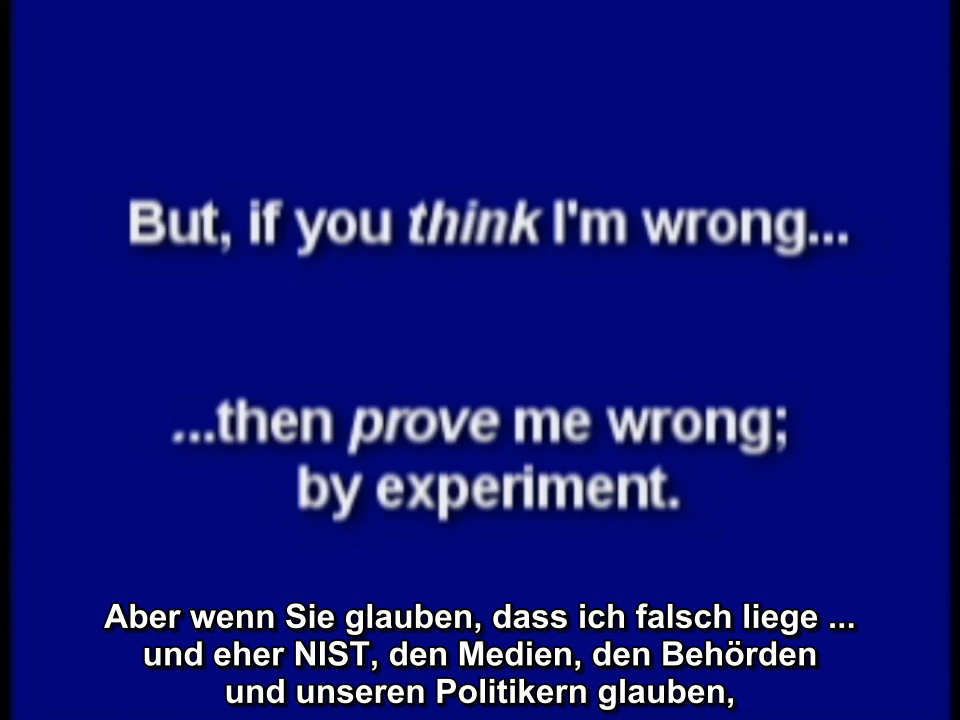 But, if you think I'm wrong...
...then prove me wrong;
by experiment.
Aber wenn Sie glauben, dass ich falsch liege ...
und eher NIST, den Medien, den Behörden
und unseren Politikern glauben,